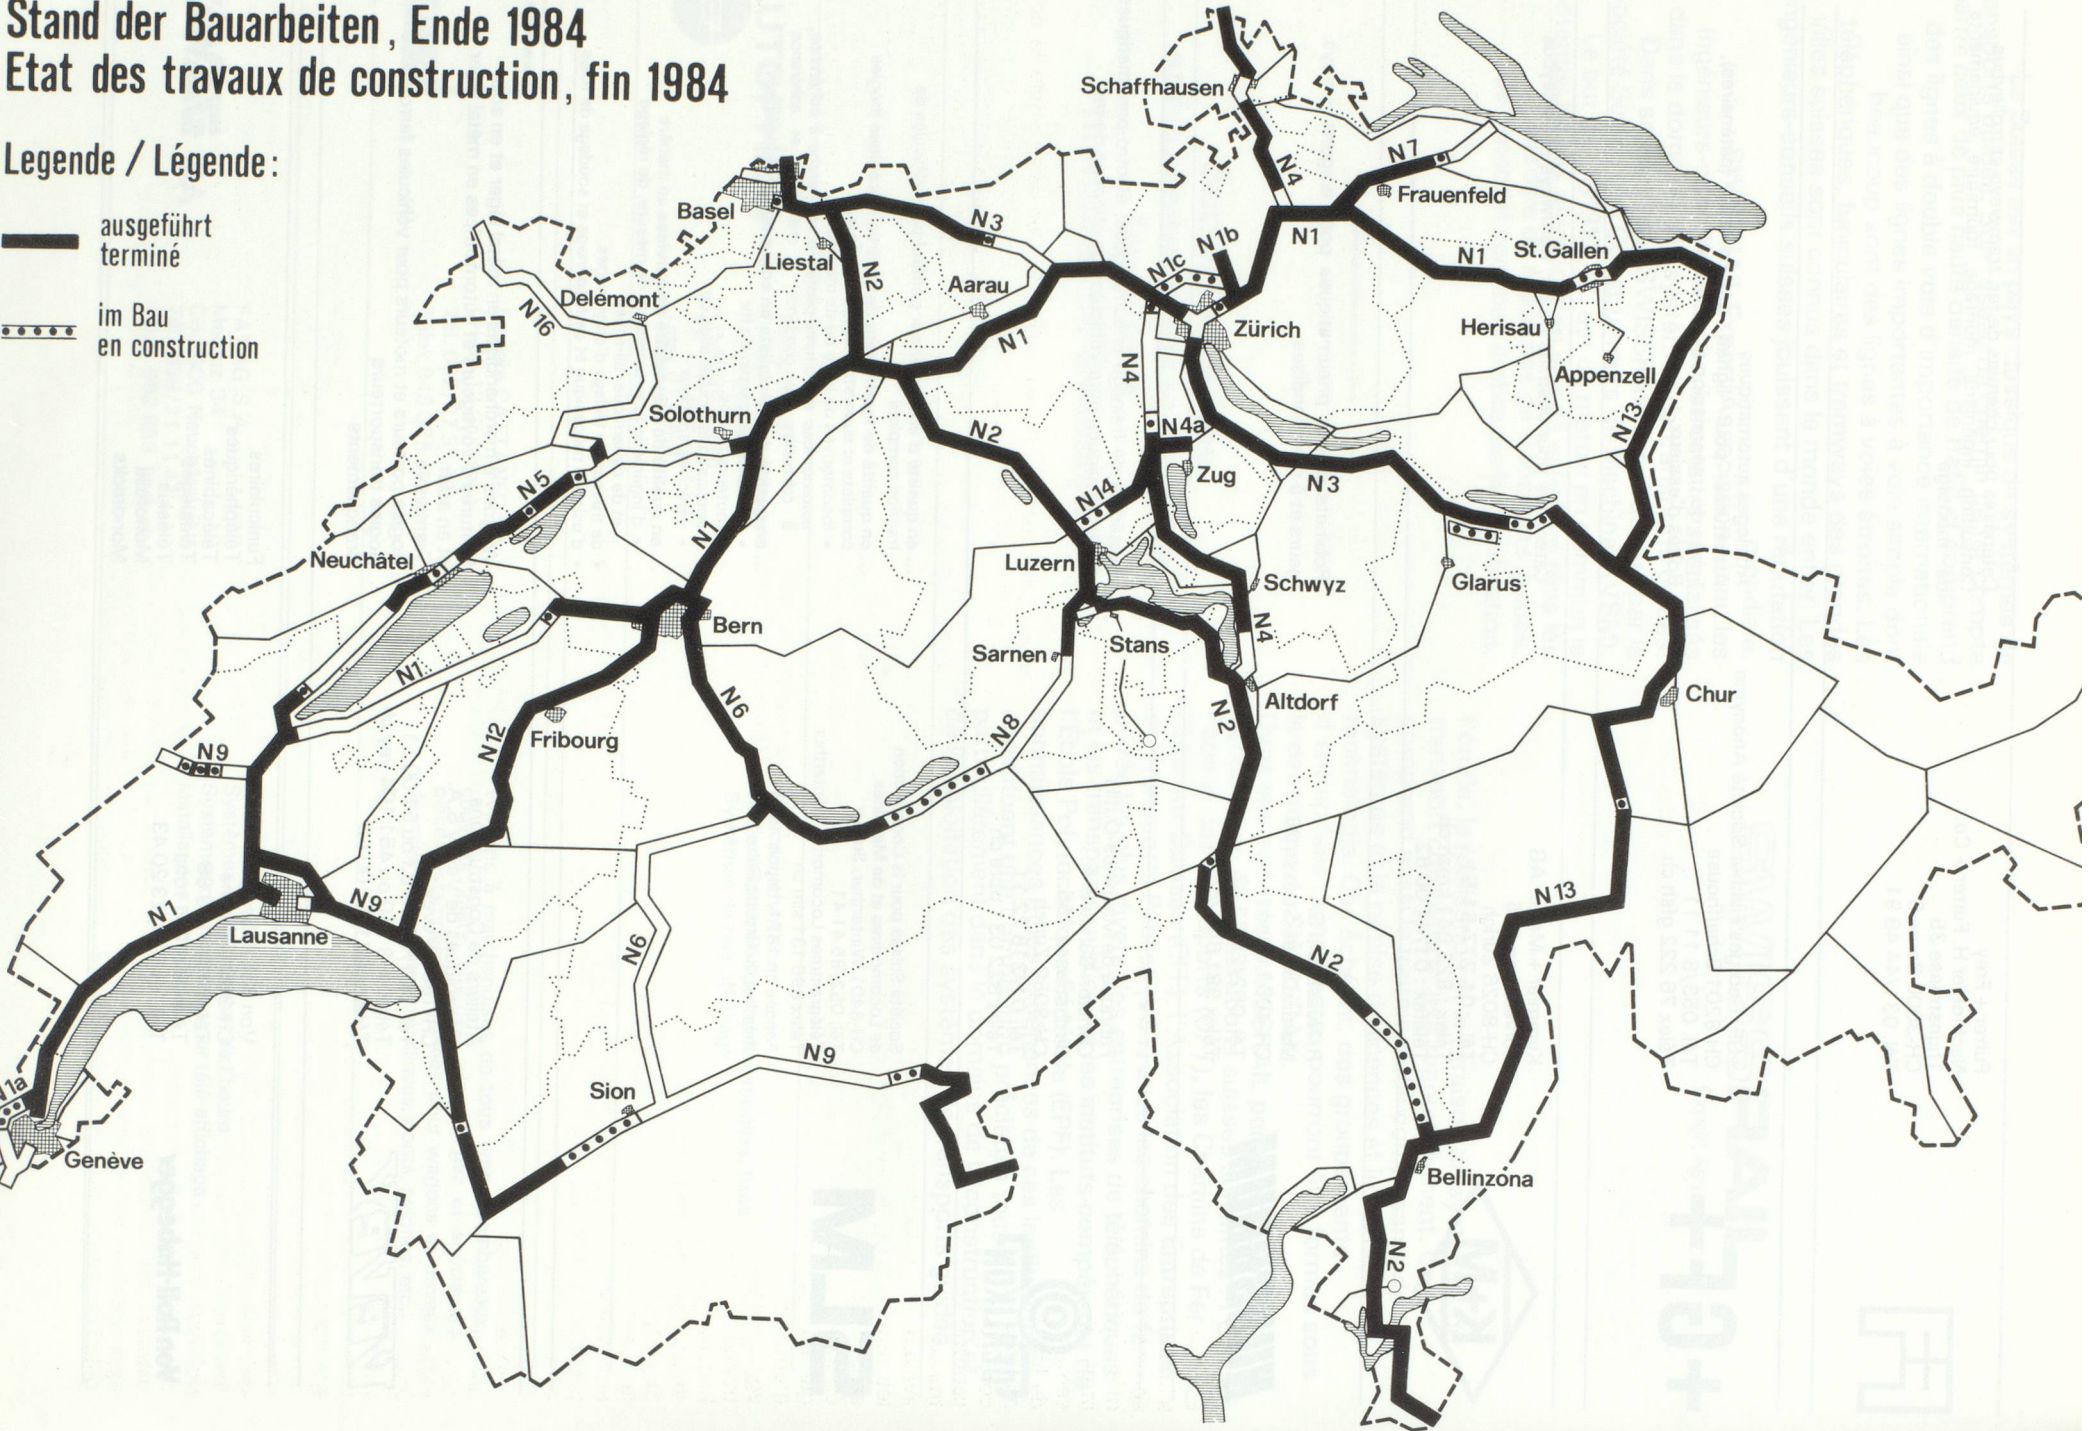 Stand der Bauarbeiten, Ende 1984
Etat des travaux de construction, fin 1984
Legende / Légende:
ausgeführt
terminé
im Bau
en construction
Schaffhausen
N4
N7
Frauenfeld
Basel
N3
N1b
N1
N1
St.Gallen
Liestal
N2
Aarau
N1c
Delémont
N16
N1
Zürich
Herisau
N4
Appenzell
Solothurn
N2
N4a
N13
N5
Zug
N3
N14
N1
Neuchâtel
Luzern
Schwyz
Glarus
Bern
N4
Stans
Sarnen
N1
N6
Altdorf
Chur
N2
N8
N12
Fribourg
N9
N1
N9
N13
Lausanne
N6
N2
N9
Sion
N1a
Genève
Bellinzona
N2